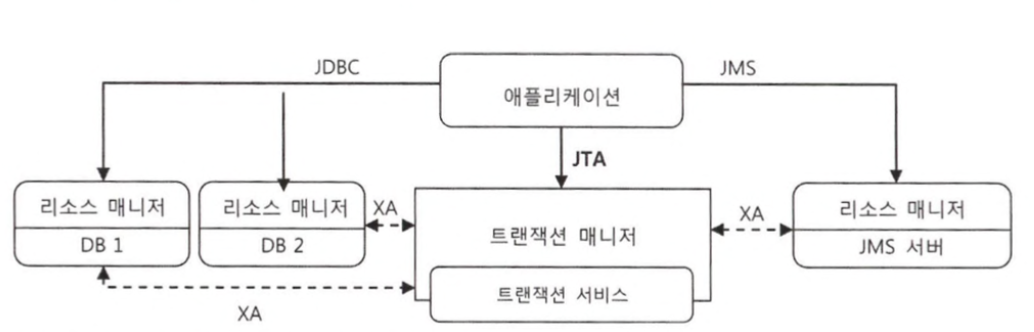 JDBC
JMS
애플리케이션
JTA
리소스 매니저
DB 1
리소스 매니저
DB 2
XA
트랜잭션 매니저
트랜잭션 서비스
XA
리소스 매니저
JMS 서버
XA